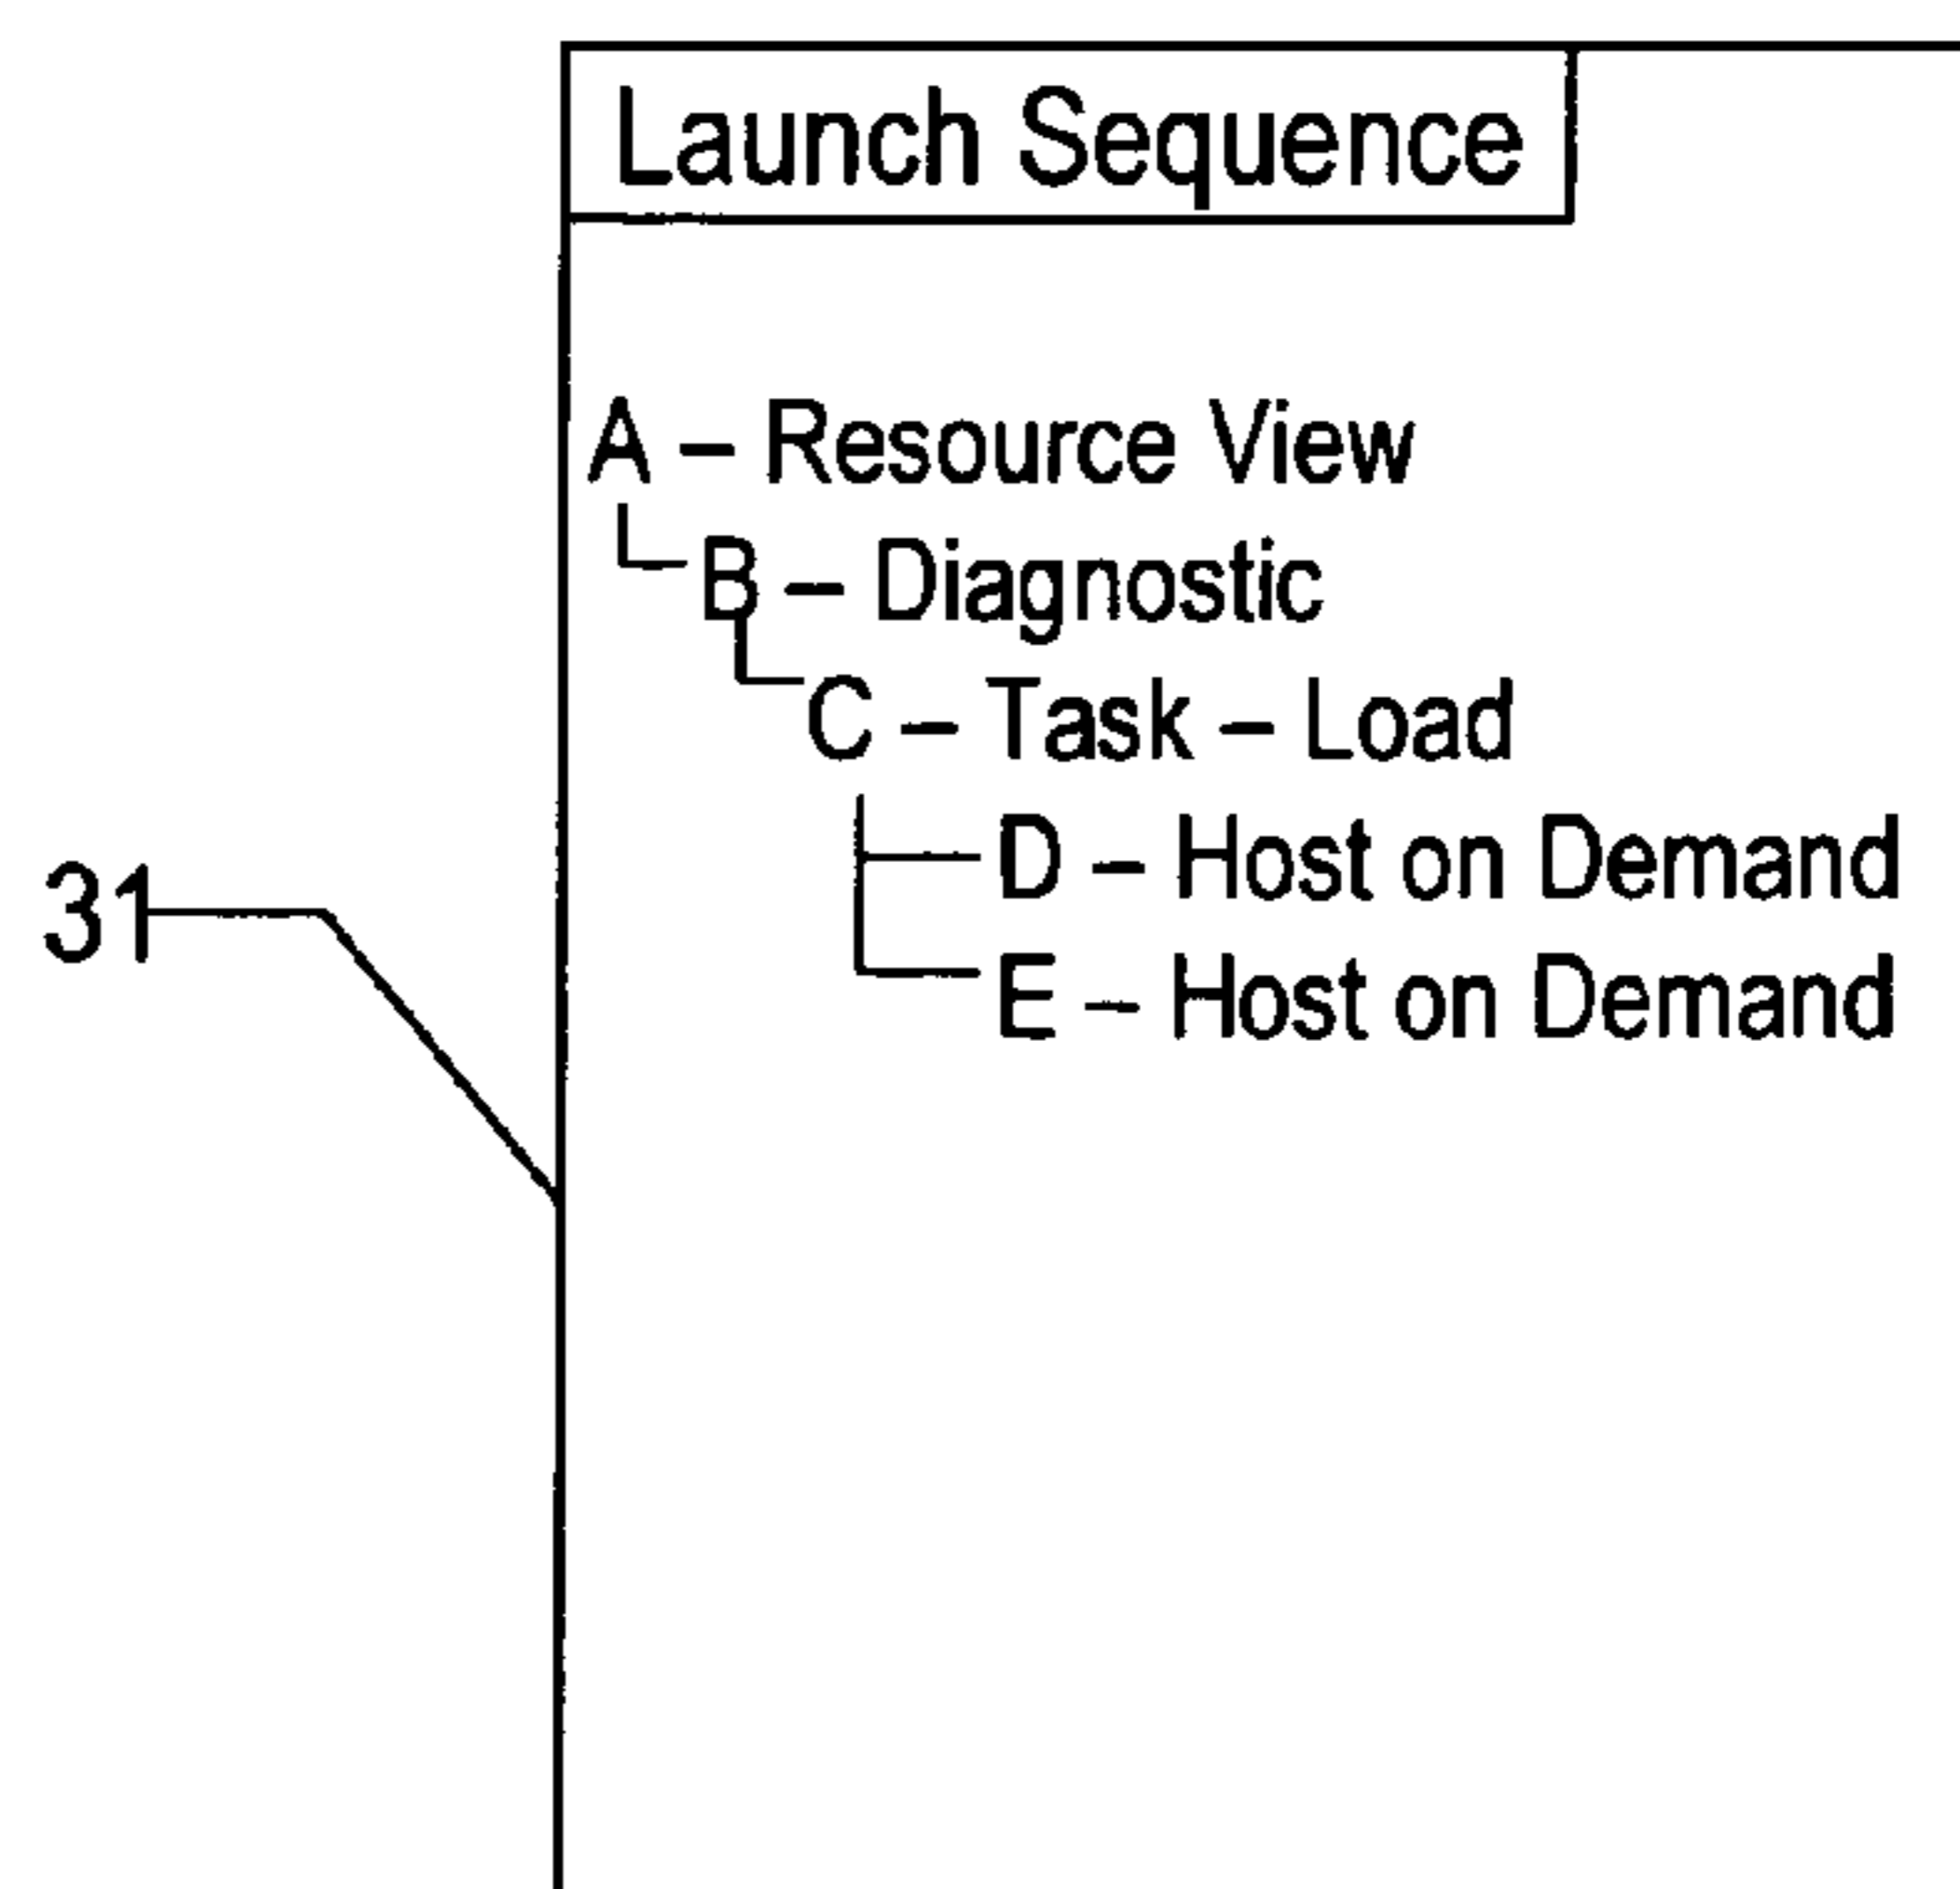 Launch Sequence
A – Resource View
B – Diagnostic
C – Task – Load
D – Host on Demand
E – Host on Demand
31